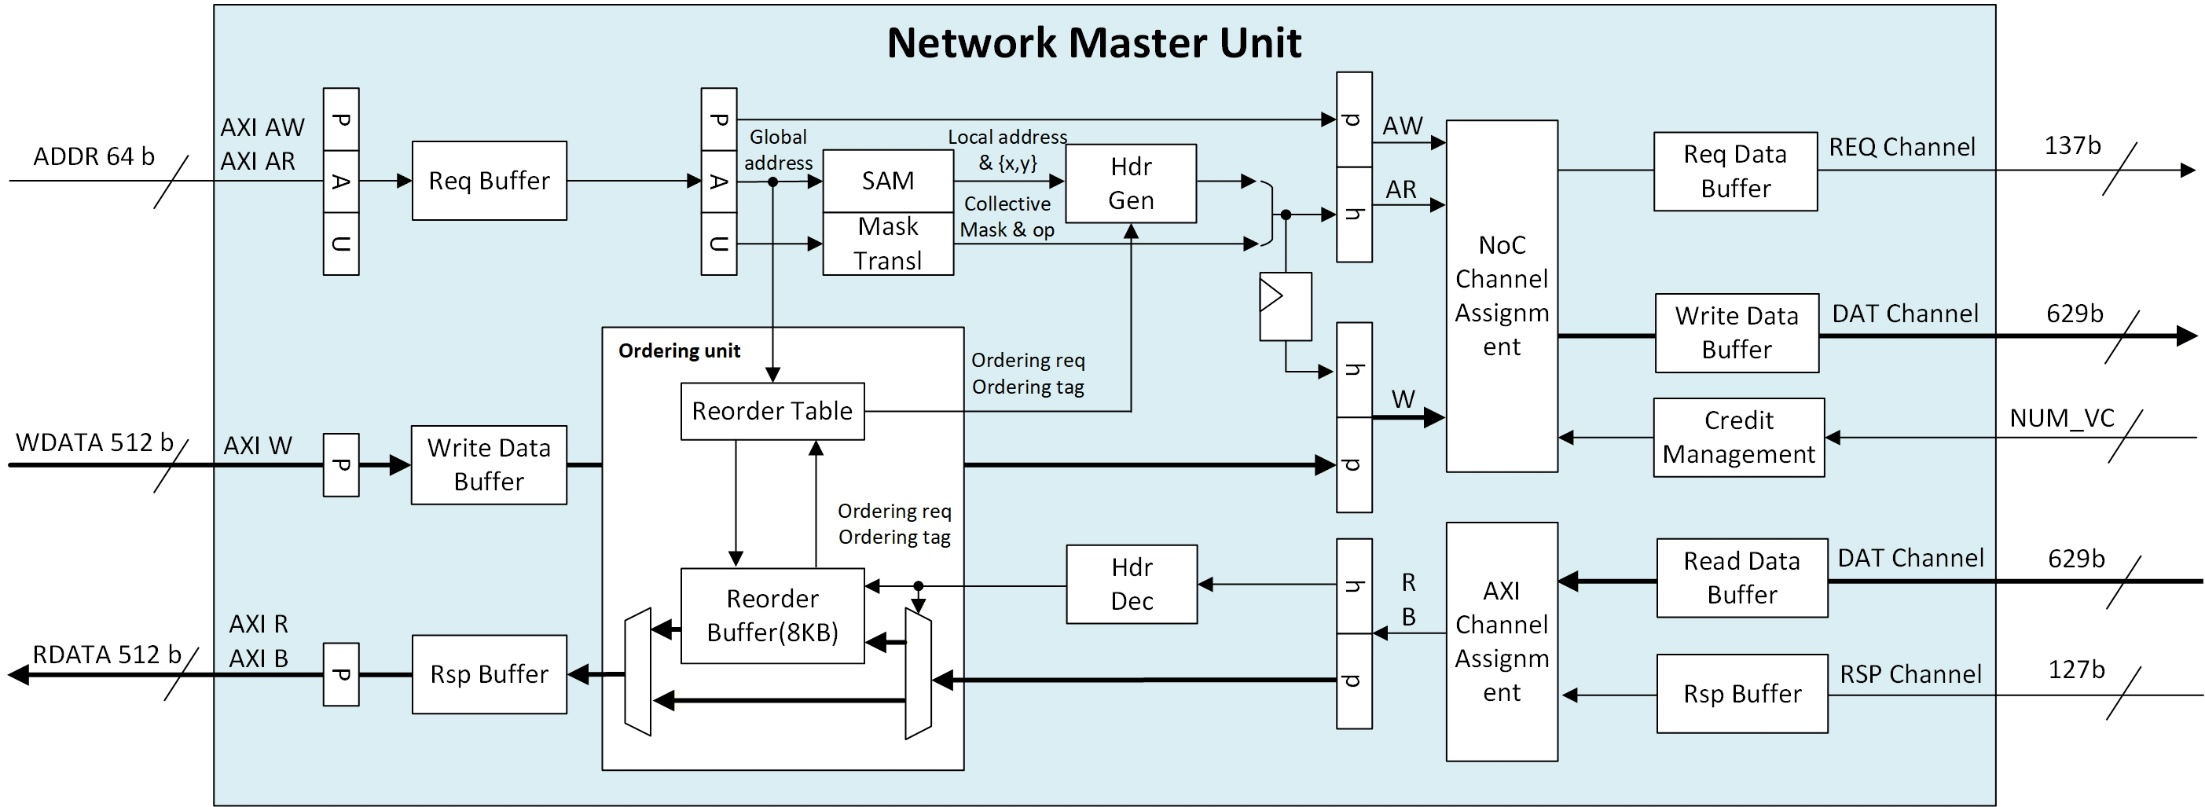 Network Master Unit
ADDR 64 b
AXI AW
AXI AR
P
A
U
Req Buffer
P
A
U
Global
address
SAM
Mask
Transl
Local address
& {x,y}
Collective
Mask & op
Hdr
Gen
p
h
AW
AR
NoC
Channel
Assignm
ent
Req Data
Buffer
REQ Channel
137b
Write Data
Buffer
DAT Channel
629b
Credit
Management
NUM_VC
h
p
W
Ordering unit
Reorder Table
Ordering req
Ordering tag
WDATA 512 b
AXI W
P
Write Data
Buffer
Ordering req
Ordering tag
Reorder
Buffer(8KB)
Hdr
Dec
h
p
R
B
AXI
Channel
Assignm
ent
Read Data
Buffer
DAT Channel
629b
Rsp Buffer
RSP Channel
127b
RDATA 512 b
AXI R
AXI B
P
Rsp Buffer